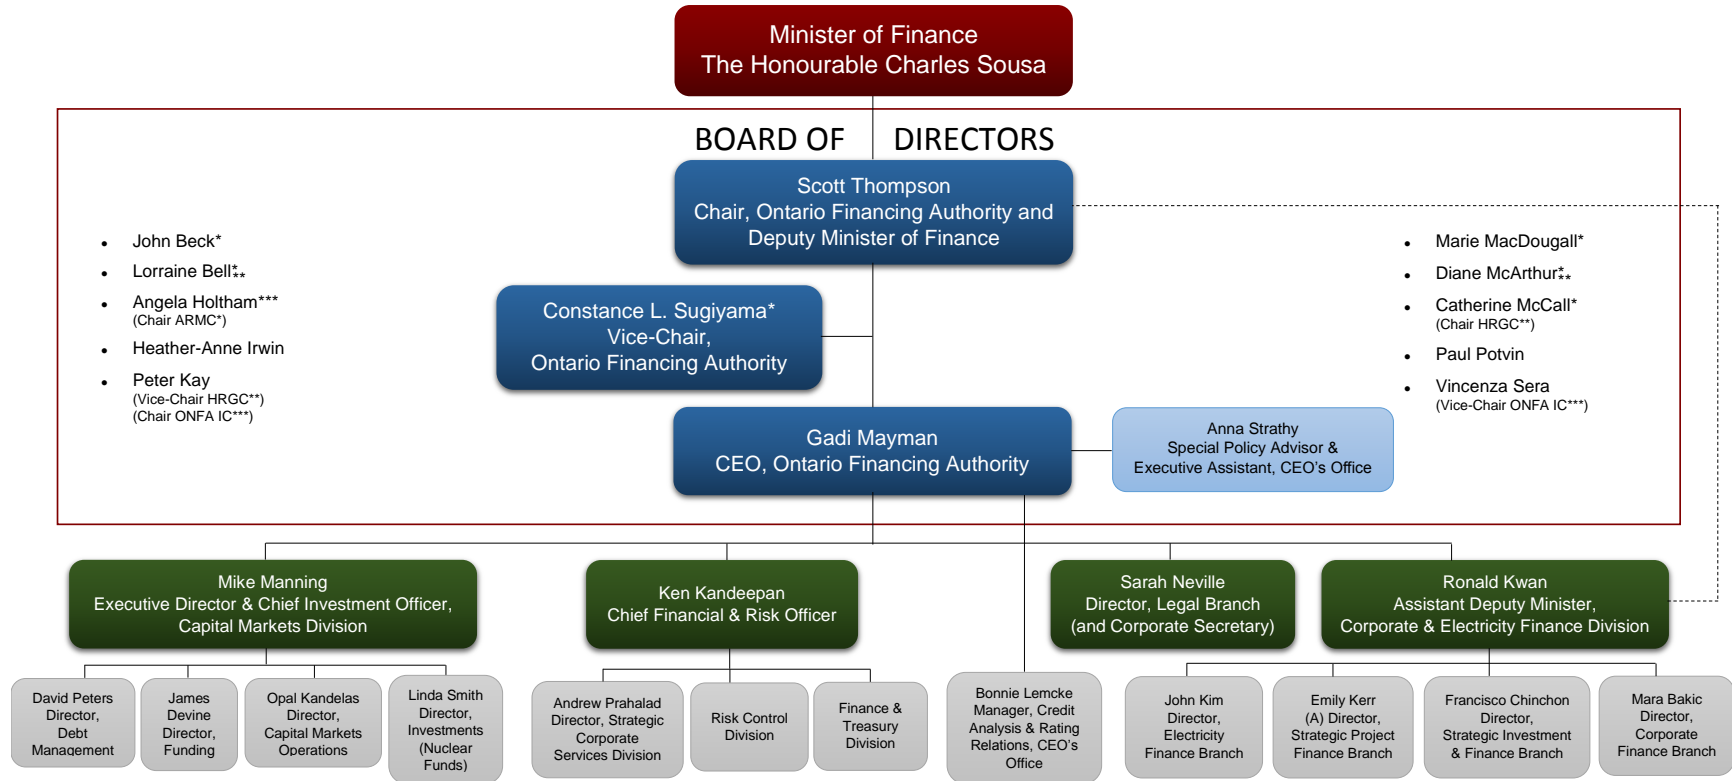 Minister of Finance
The Honourable Charles Sousa
BOARD OF DIRECTORS
Scott Thompson
Chair, Ontario Financing Authority and
Deputy Minister of Finance
• John Beck*
• Lorraine Bell***
• Angela Holtham***
(Chair ARMC*)
• Heather-Anne Irwin
• Peter Kay
(Vice-Chair HRGC**)
(Chair ONFA IC***)
Constance L. Sugiyama*
Vice-Chair,
Ontario Financing Authority
• Marie MacDougall*
• Diane McArthur***
• Catherine McCall*
(Chair HRGC**)
• Paul Potvin
• Vincenza Sera
(Vice-Chair ONFA IC***)
Gadi Mayman
CEO, Ontario Financing Authority
Anna Strathy
Special Policy Advisor &
Executive Assistant, CEO's Office
Mike Manning
Executive Director & Chief Investment Officer,
Capital Markets Division
Ken Kandeepan
Chief Financial & Risk Officer
Sarah Neville
Director, Legal Branch
(and Corporate Secretary)
Ronald Kwan
Assistant Deputy Minister,
Corporate & Electricity Finance Division
David Peters
Director,
Debt
Management
James
Devine
Director,
Funding
Opal Kandelas
Director,
Capital Markets
Operations
Linda Smith
Director,
Investments
(Nuclear
Funds)
Andrew Prahalad
Director, Strategic
Corporate
Services Division
Risk Control
Division
Finance &
Treasury
Division
Bonnie Lemcke
Manager, Credit
Analysis & Rating
Relations, CEO's
Office
John Kim
Director,
Electricity
Finance Branch
Emily Kerr
(A) Director,
Strategic Project
Finance Branch
Francisco Chinchon
Director,
Strategic Investment
& Finance Branch
Mara Bakic
Director,
Corporate
Finance Branch